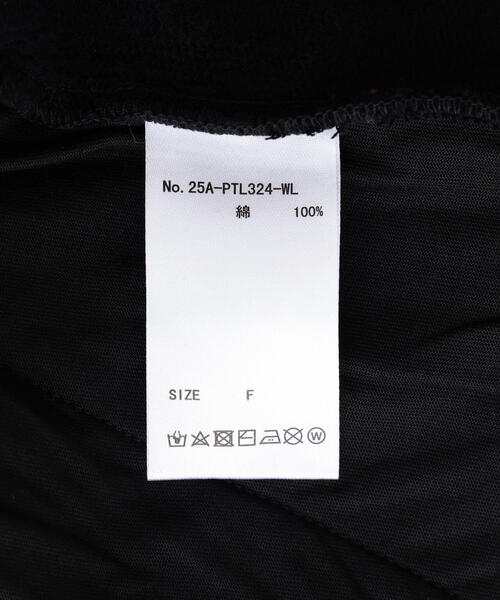 No. 25A-PTL324-WL
綿 100%
SIZE F